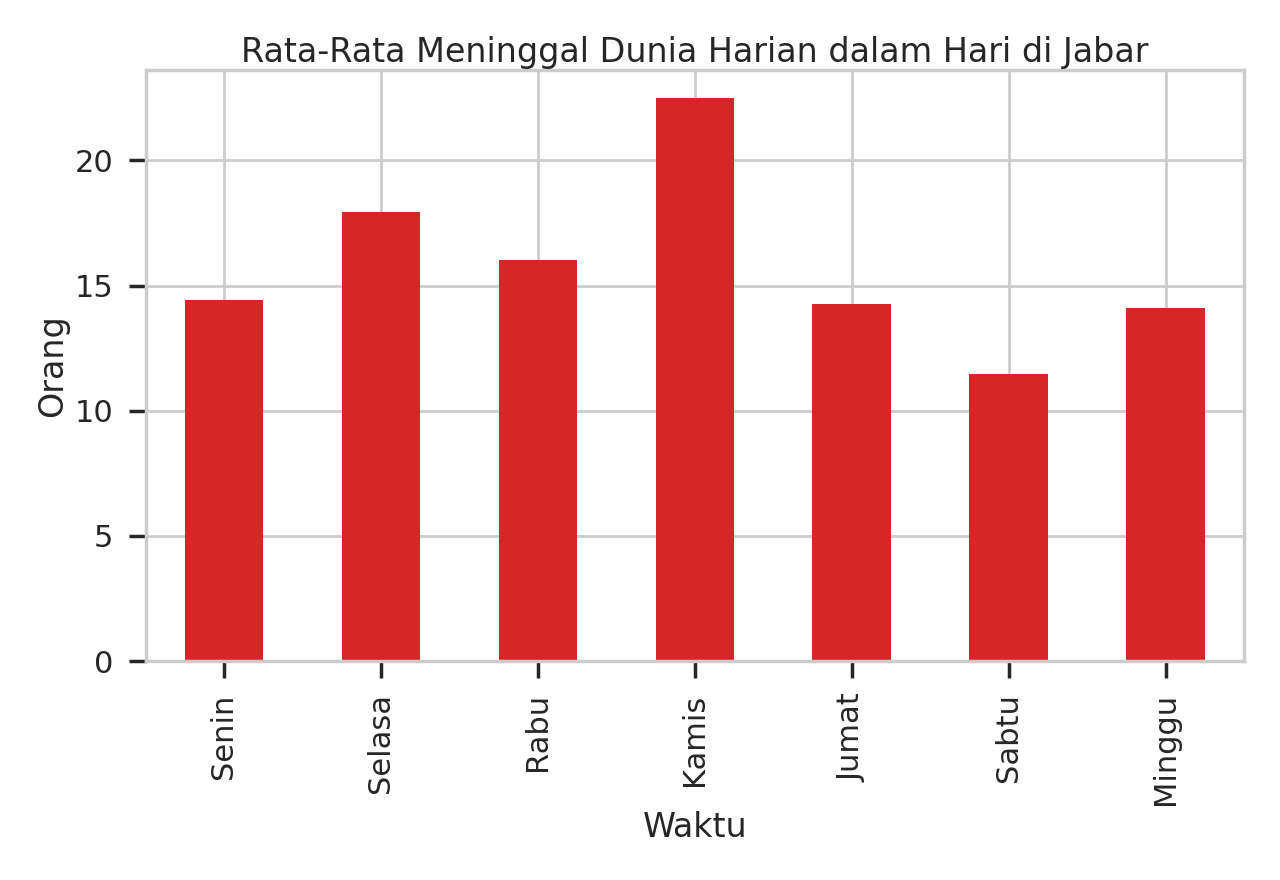 Rata-Rata Meninggal Dunia Harian dalam Hari di Jabar
20
15
10
5
0
Orang
Senin
Selasa
Rabu
Kamis
Jumat
Sabtu
Minggu
Waktu